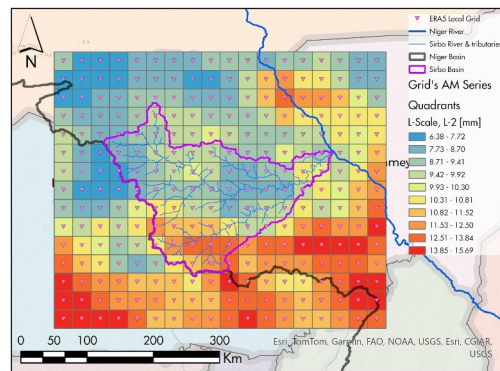 N
ERA5 Local Grid
Niger River
Sirba River & tributaries
Niger Basin
Sirba Basin
Grid's AM Series
Quadrants
L-Scale, L-2 [mm]
6.38 - 7.72
7.73 - 8.70
8.71 - 9.41
9.42 - 9.92
9.93 - 10.30
10.31 - 10.81
10.82 - 11.52
11.53 - 12.50
12.51 - 13.84
13.85 - 15.69
mey
0 50 100 200 300
Km
Esri, TomTom, Garmin, FAO, NOAA, USGS, Esri, CGIAR,
USGS